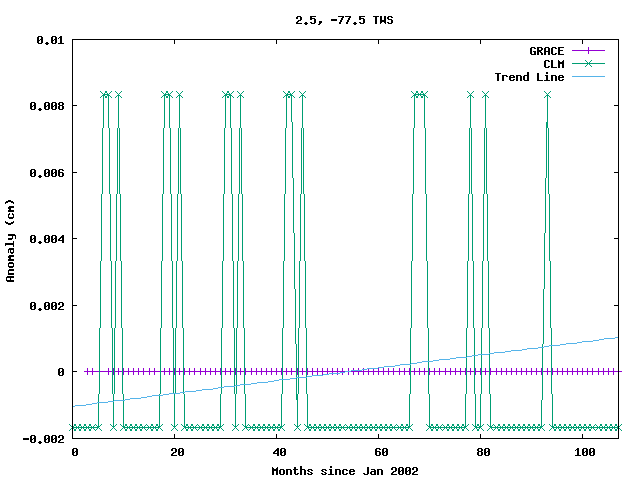 2.5, -77.5 TWS
GRACE
CLM
Trend Line
Anomaly (cm)
0.01
0.008
0.006
0.004
0.002
0
-0.002
0 20 40 60 80 100
Months since Jan 2002